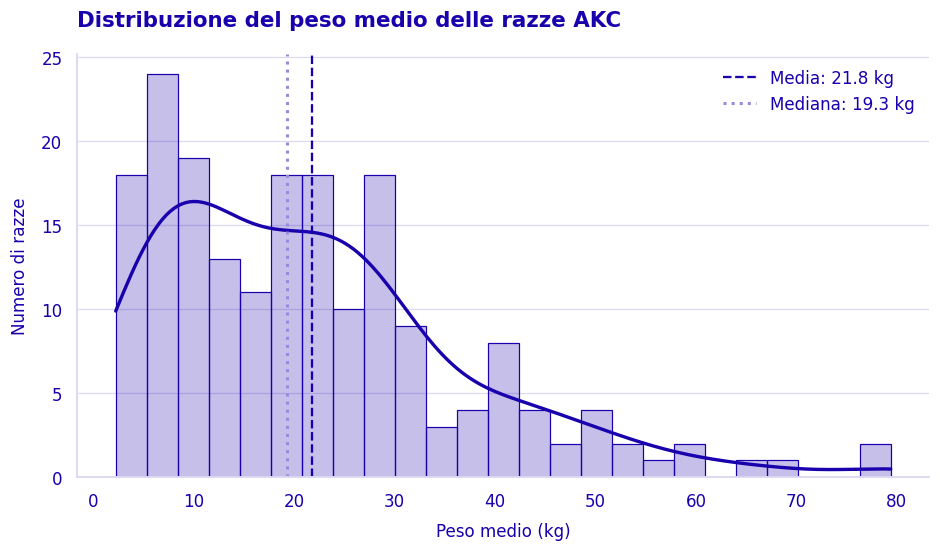 Distribuzione del peso medio delle razze AKC
Media: 21.8 kg
Mediana: 19.3 kg
Numero di razze
25
20
15
10
5
0
0 10 20 30 40 50 60 70 80
Peso medio (kg)